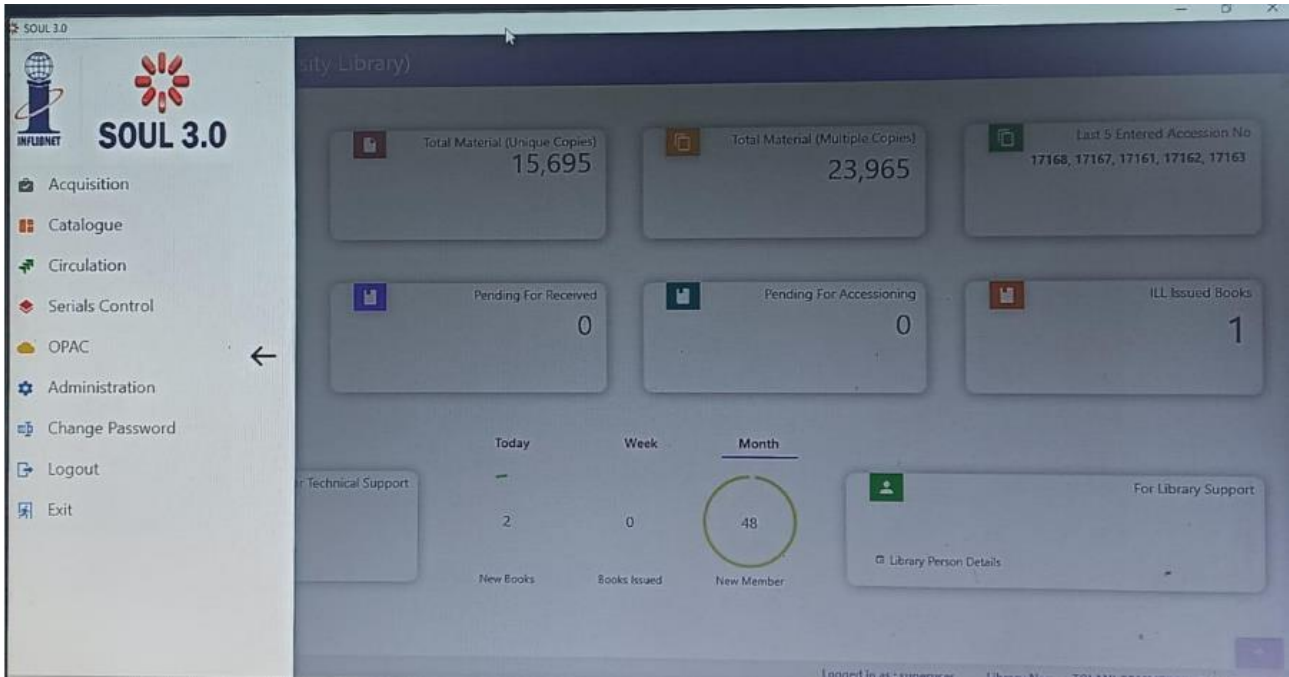 SOUL 3.0
INFLIBNET
SOUL 3.0
Acquisition
Catalogue
Circulation
Serials Control
OPAC
Administration
Change Password
Logout
Exit
sity Library)
Total Material (Unique Copies)
15,695
Total Material (Multiple Copies)
23,965
Last 5 Entered Accession No
17168, 17167, 17161, 17162, 17163
Pending For Received
0
Pending For Accessioning
0
ILL Issued Books
1
r Technical Support
Today Week Month
2 0 48
New Books Books Issued New Member
For Library Support
Library Person Details
Logged in as :